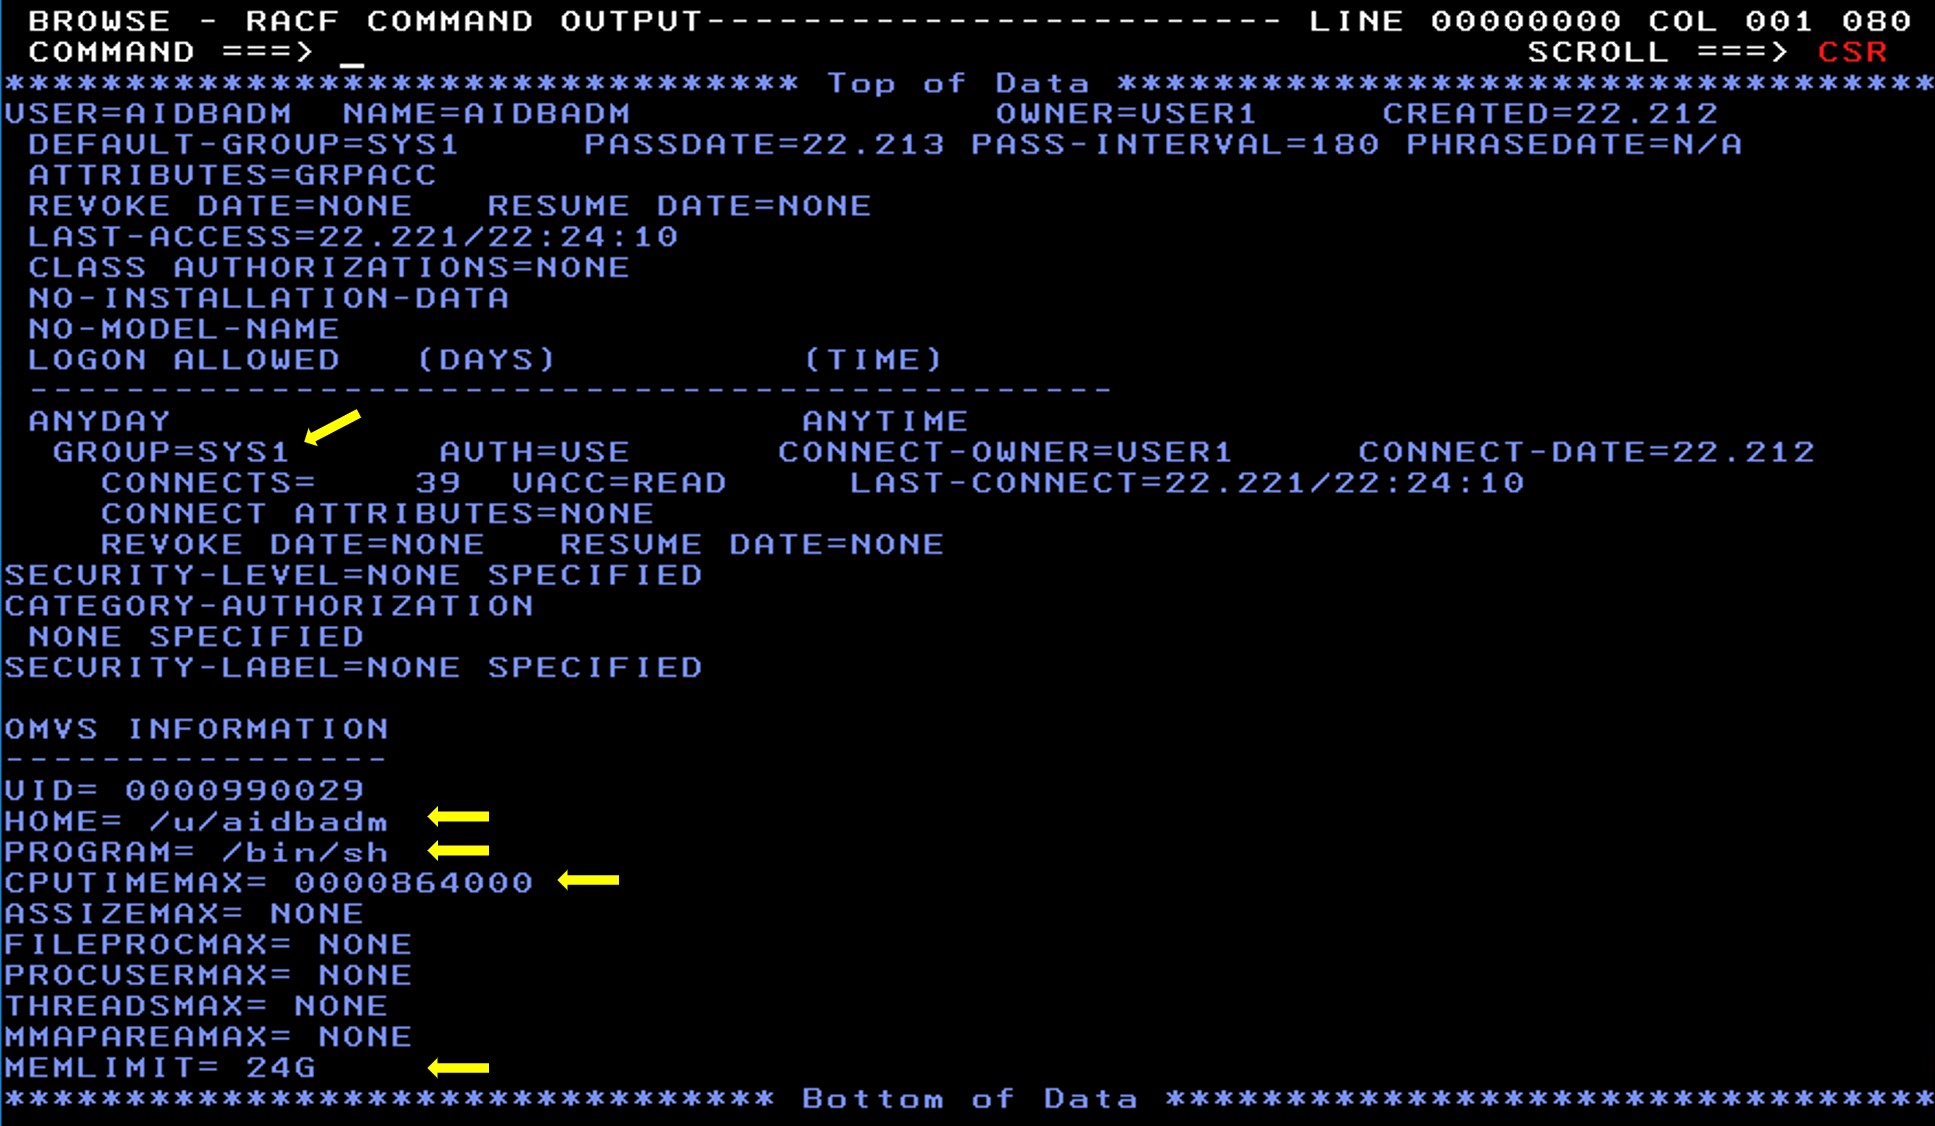 BROWSE - RACF COMMAND OUTPUT------------------------ LINE 00000000 COL 001 080
COMMAND ===> _ SCROLL ===> CSR
********************************* Top of Data **********************************
USER=AIDBADM NAME=AIDBADM OWNER=USER1 CREATED=22.212
DEFAULT-GROUP=SYS1 PASSDATE=22.213 PASS-INTERVAL=180 PHRASEDATE=N/A
ATTRIBUTES=GRPACC
REVOKE DATE=NONE RESUME DATE=NONE
LAST-ACCESS=22.221/22:24:10
CLASS AUTHORIZATIONS=NONE
NO-INSTALLATION-DATA
NO-MODEL-NAME
LOGON ALLOWED (DAYS) (TIME)
---------------------------------------------
ANYDAY ANYTIME
GROUP=SYS1 AUTH=USE CONNECT-OWNER=USER1 CONNECT-DATE=22.212
CONNECTS= 39 UACC=READ LAST-CONNECT=22.221/22:24:10
CONNECT ATTRIBUTES=NONE
REVOKE DATE=NONE RESUME DATE=NONE
SECURITY-LEVEL=NONE SPECIFIED
CATEGORY-AUTHORIZATION
NONE SPECIFIED
SECURITY-LABEL=NONE SPECIFIED
OMVS INFORMATION
----------------
UID= 0000990029
HOME= /u/aidbadm
PROGRAM= /bin/sh
CPUTIMEMAX= 0000864000
ASSIZEMAX= NONE
FILEPROCMAX= NONE
PROCUSERMAX= NONE
THREADSMAX= NONE
MMAPAREAMAX= NONE
MEMLIMIT= 24G
******************************** Bottom of Data ********************************